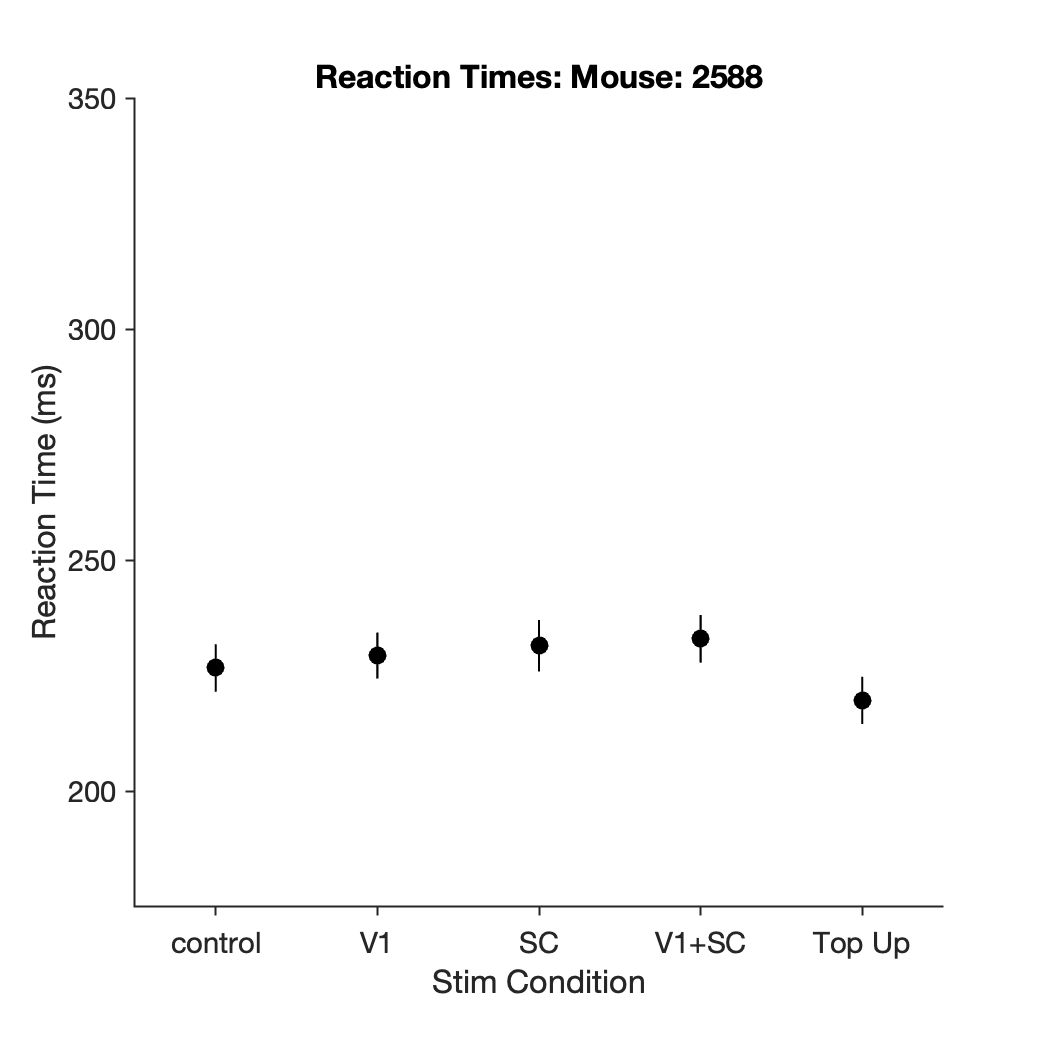 Reaction Times: Mouse: 2588
350
300
250
200
Reaction Time (ms)
control V1 SC V1+SC Top Up
Stim Condition